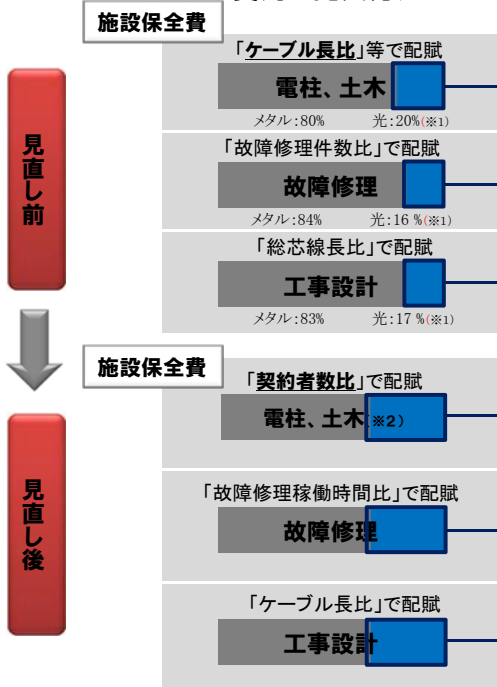 施設保全費
「ケーブル長比」等で配賦
電柱、土木
メタル:80% 光:20%(※1)
見直し前
「故障修理件数比」で配賦
故障修理
メタル:84% 光:16 %(※1)
「総芯線長比」で配賦
工事設計
メタル:83% 光:17 %(※1)
施設保全費
「契約者数比」で配賦
電柱、土木(※2)
見直し後
「故障修理稼働時間比」で配賦
故障修理
「ケーブル長比」で配賦
工事設計